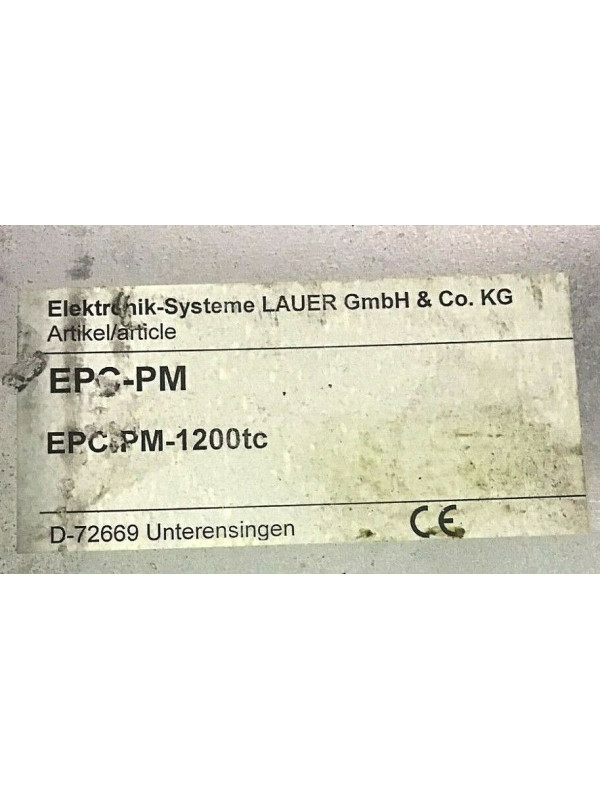 Elektronik-Systeme LAUER GmbH & Co. KG
Artikel/article
EPC-PM
EPC-PM-1200tc
D-72669 Unterensingen
CE